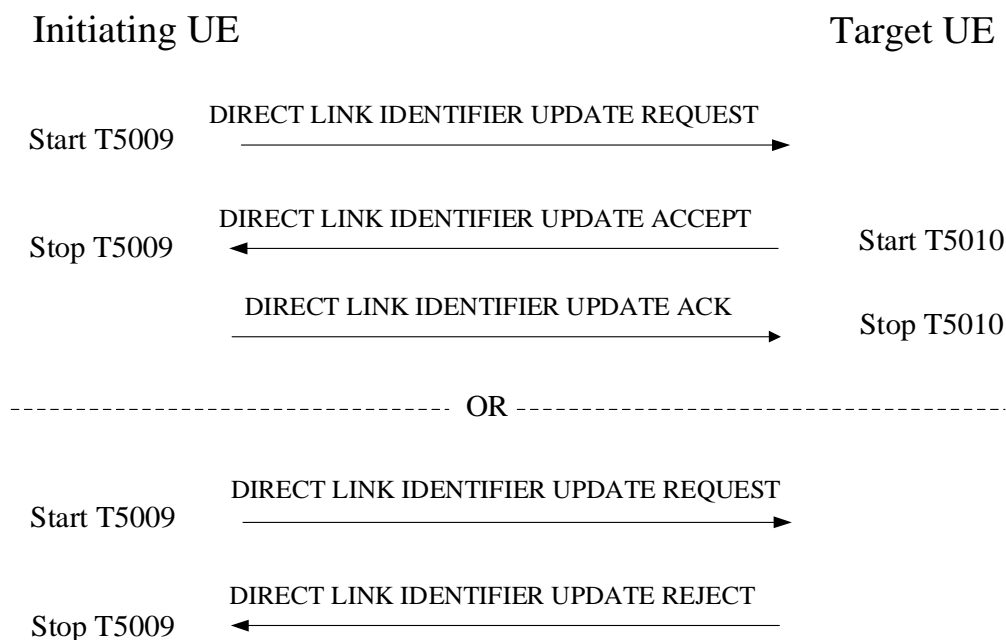 Initiating UE
Target UE
DIRECT LINK IDENTIFIER UPDATE REQUEST
Start T5009
DIRECT LINK IDENTIFIER UPDATE ACCEPT
Stop T5009
Start T5010
DIRECT LINK IDENTIFIER UPDATE ACK
Stop T5010
OR
DIRECT LINK IDENTIFIER UPDATE REQUEST
Start T5009
DIRECT LINK IDENTIFIER UPDATE REJECT
Stop T5009